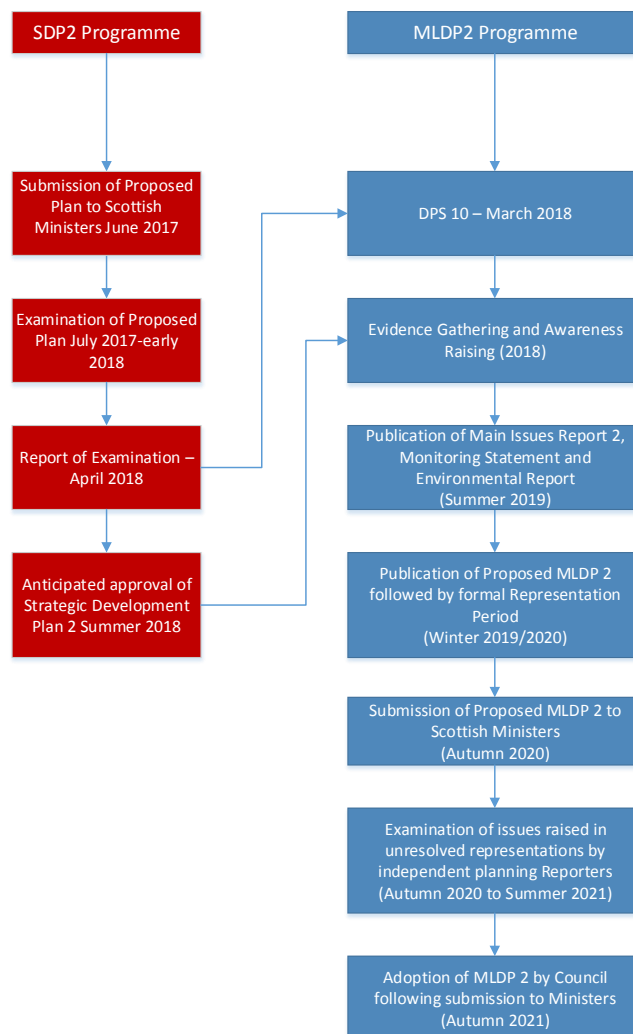 SDP2 Programme
Submission of Proposed
Plan to Scottish
Ministers June 2017
Examination of Proposed
Plan July 2017-early
2018
Report of Examination –
April 2018
Anticipated approval of
Strategic Development
Plan 2 Summer 2018
MLDP2 Programme
DPS 10 – March 2018
Evidence Gathering and Awareness
Raising (2018)
Publication of Main Issues Report 2,
Monitoring Statement and
Environmental Report
(Summer 2019)
Publication of Proposed MLDP 2
followed by formal Representation
Period
(Winter 2019/2020)
Submission of Proposed MLDP 2 to
Scottish Ministers
(Autumn 2020)
Examination of issues raised in
unresolved representations by
independent planning Reporters
(Autumn 2020 to Summer 2021)
Adoption of MLDP 2 by Council
following submission to Ministers
(Autumn 2021)